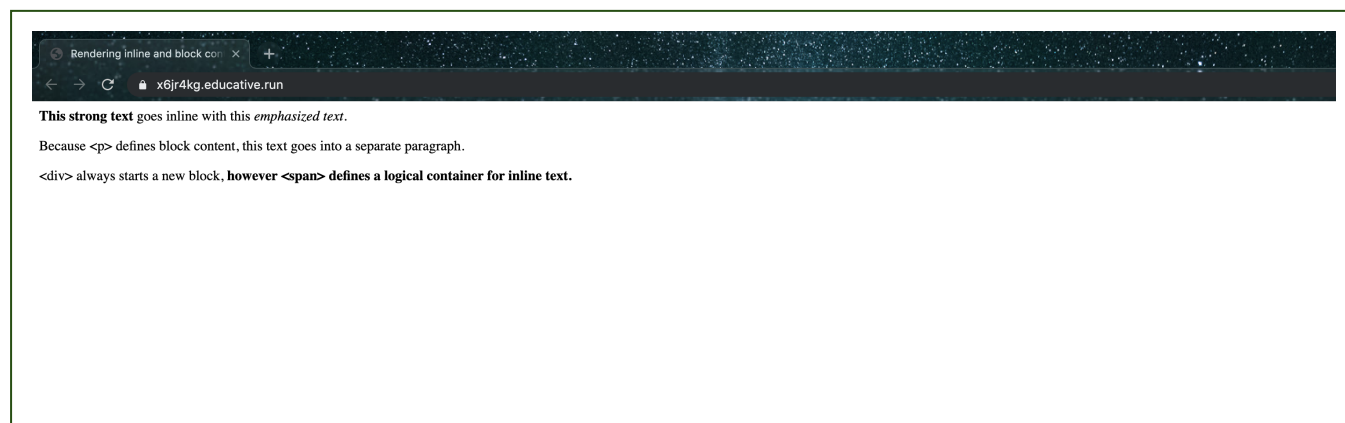 Rendering inline and block con
x6jr4kg.educative.run
This strong text goes inline with this emphasized text.
Because <p> defines block content, this text goes into a separate paragraph.
<div> always starts a new block, however <span> defines a logical container for inline text.